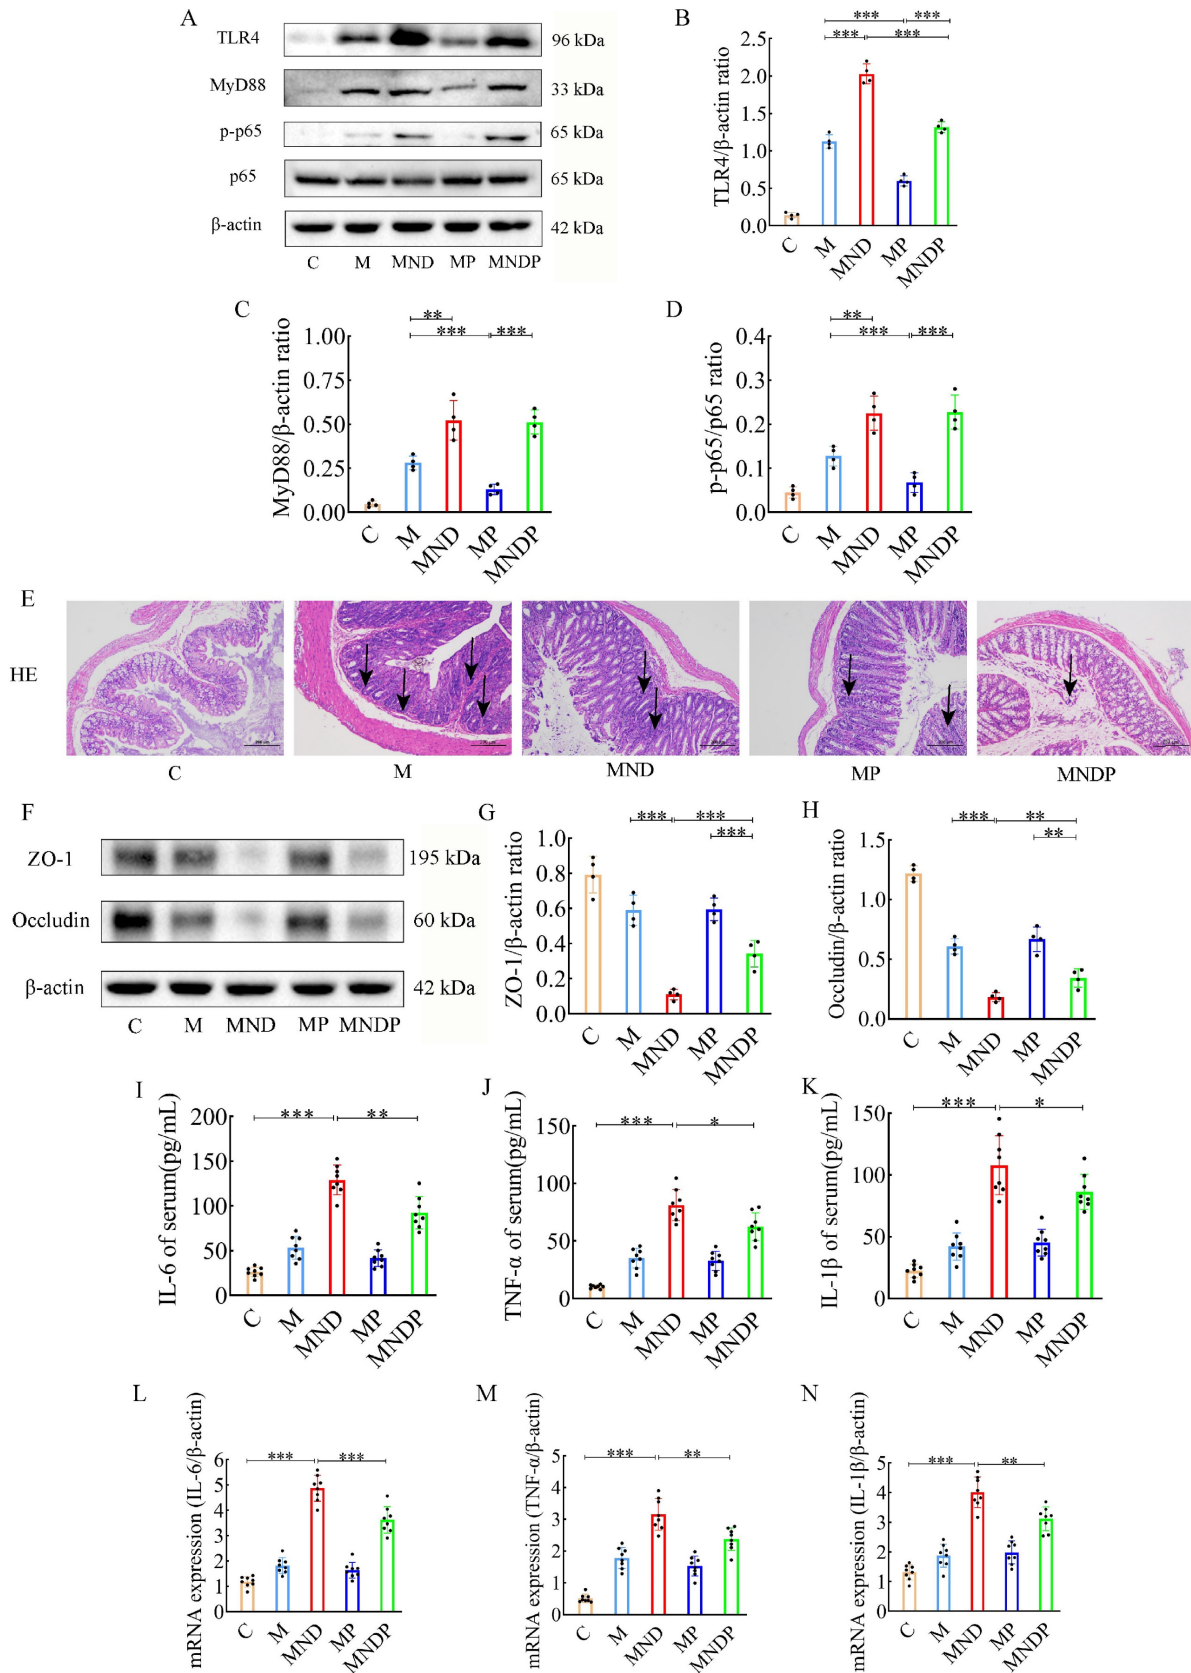 A
TLR4
96 kDa
MyD88
33 kDa
p-p65
65 kDa
p65
65 kDa
β-actin
42 kDa
C M MND MP MNDP
B
*** ***
*** ***
TLR4/β-actin ratio
2.5
2.0
1.5
1.0
0.5
0.0
C M MND MP MNDP
C
**
*** ***
MyD88/β-actin ratio
1.00
0.75
0.50
0.25
0.00
C M MND MP MNDP
D
**
*** ***
p-p65/p65 ratio
0.4
0.3
0.2
0.1
0.0
C M MND MP MNDP
E
HE
C M MND MP MNDP
F
ZO-1
195 kDa
Occludin
60 kDa
β-actin
42 kDa
C M MND MP MNDP
G
*** ***
***
ZO-1/β-actin ratio
1.0
0.8
0.6
0.4
0.2
0.0
C M MND MP MNDP
H
*** **
**
Occludin/β-actin ratio
1.5
1.0
0.5
0.0
C M MND MP MNDP
I
*** **
IL-6 of serum(pg/mL)
200
150
100
50
0
C M MND MP MNDP
J
*** *
TNF-α of serum(pg/mL)
150
100
50
0
C M MND MP MNDP
K
*** *
IL-1β of serum(pg/mL)
150
100
50
0
C M MND MP MNDP
L
*** ***
mRNA expression (IL-6/β-actin)
6
5
4
3
2
1
0
C M MND MP MNDP
M
*** **
mRNA expression (TNF-α/β-actin)
5
4
3
2
1
0
C M MND MP MNDP
N
*** **
mRNA expression (IL-1β/β-actin)
5
4
3
2
1
0
C M MND MP MNDP